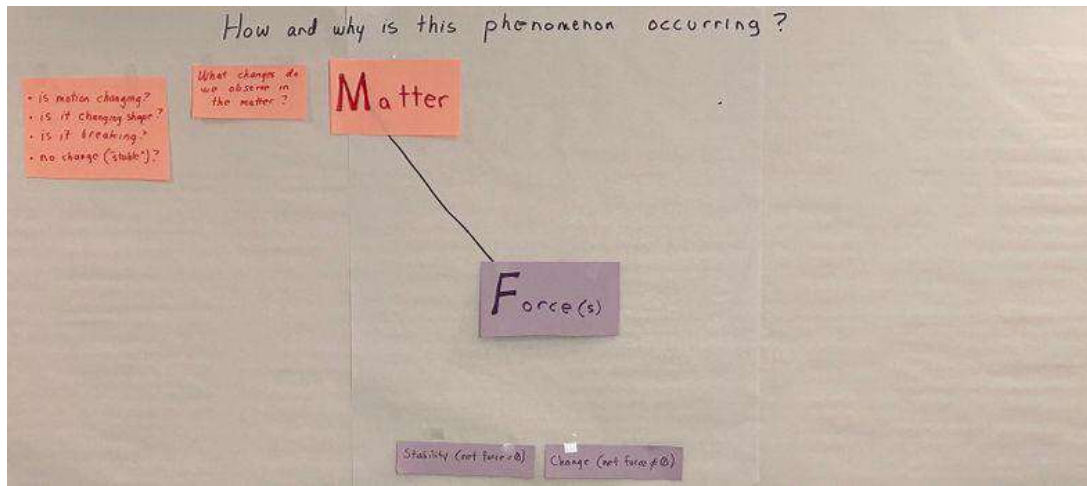 How and why is this phenomenon occurring?
• is motion changing?
• is it changing shape?
• is it breaking?
• no change ("stable")?
What changes do
we observe in
the matter?
Matter
Force(s)
Stability (net force = 0)
Change (net force ≠ 0)